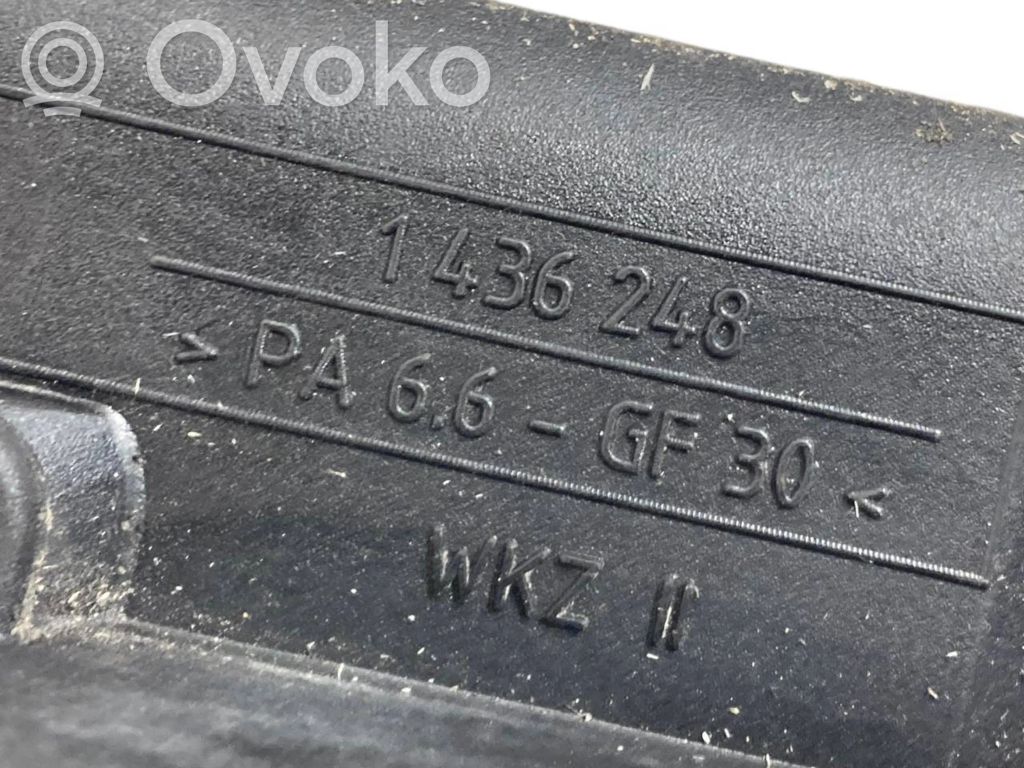 Ovoko
1 436 248
> PA 6.6 - GF 30 <
WKZ II